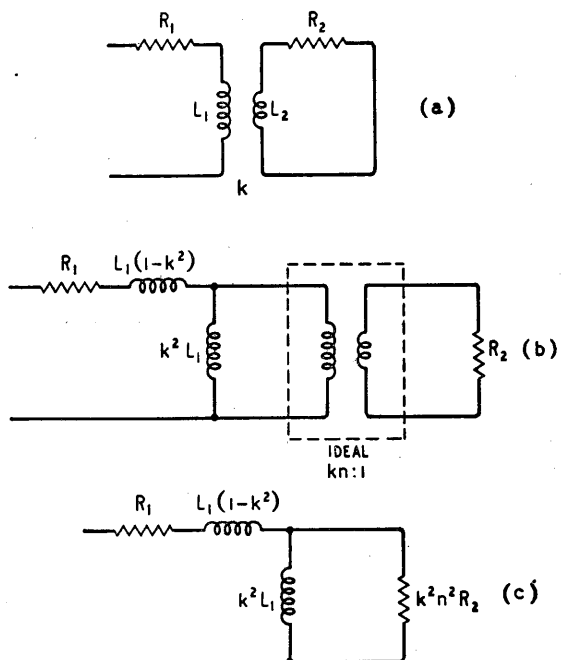 R₁
R₂
L₁
L₂
(a)
k
R₁
L₁(1-k²)
k²L₁
R₂
(b)
IDEAL
kn:1
R₁
L₁(1-k²)
k²L₁
k²n²R₂
(c)